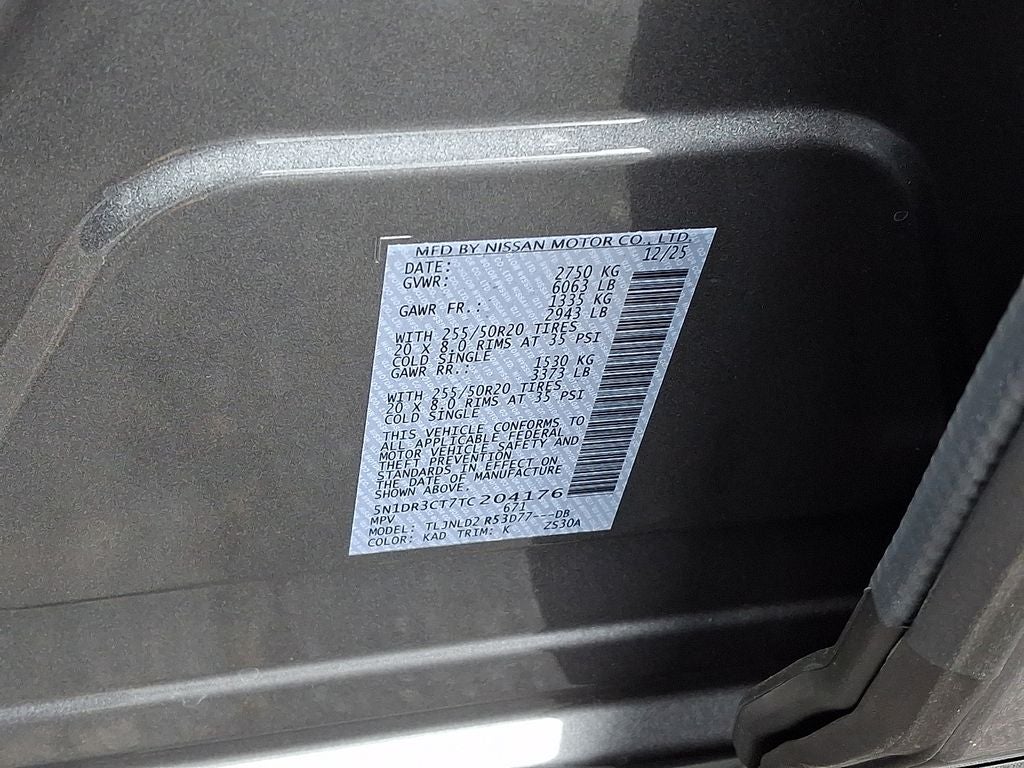 MFD BY NISSAN MOTOR CO., LTD.
DATE: 12/25
GVWR: 2750 KG
6063 LB
GAWR FR.: 1335 KG
2943 LB
WITH 255/50R20 TIRES
20 X 8.0 RIMS AT 35 PSI
COLD SINGLE
GAWR RR.: 1530 KG
3373 LB
WITH 255/50R20 TIRES
20 X 8.0 RIMS AT 35 PSI
COLD SINGLE
THIS VEHICLE CONFORMS TO
ALL APPLICABLE FEDERAL
MOTOR VEHICLE SAFETY AND
THEFT PREVENTION
STANDARDS IN EFFECT ON
THE DATE OF MANUFACTURE
SHOWN ABOVE.
5N1DR3CT7TC204176
MPV 671
MODEL: TLJNLD2 R53D77---DB
COLOR: KAD TRIM: K ZS30A